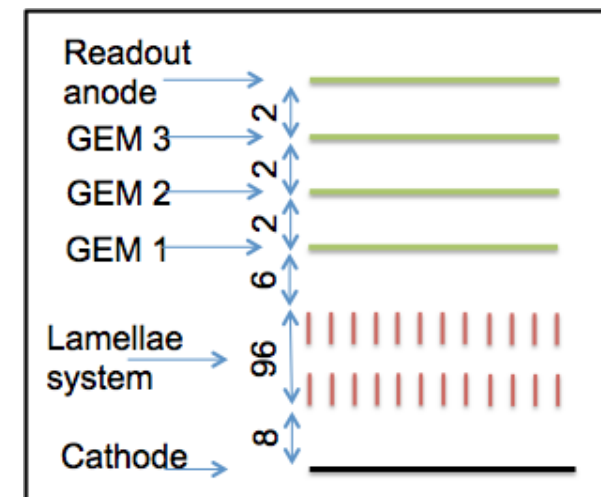 Readout
anode
2
GEM 3
2
GEM 2
2
GEM 1
6
Lamellae
system
96
8
Cathode